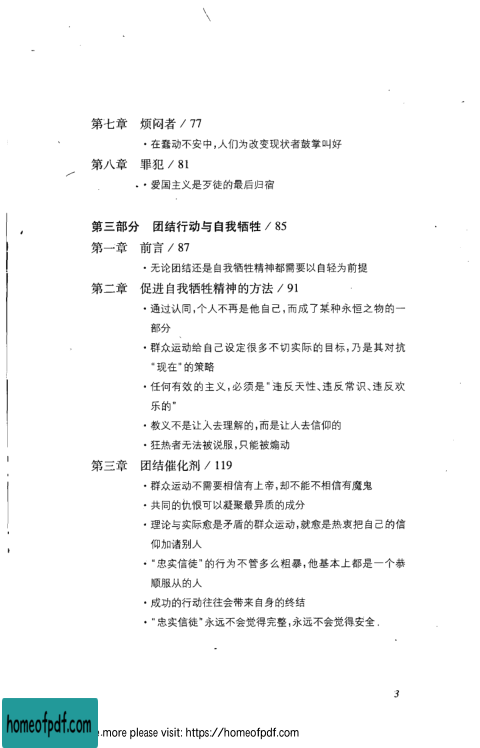 第七章 烦闷者 / 77
·在蠢动不安中,人们为改变现状者鼓掌叫好
第八章 罪犯 / 81
·爱国主义是歹徒的最后归宿
第三部分 团结行动与自我牺牲 / 85
第一章 前言 / 87
·无论团结还是自我牺牲精神都需要以自轻为前提
第二章 促进自我牺牲精神的方法 / 91
·通过认同,个人不再是他自己,而成了某种永恒之物的一
部分
·群众运动给自己设定很多不切实际的目标,乃是其对抗
"现在"的策略
·任何有效的主义,必须是"违反天性、违反常识、违反欢
乐的"
·教义不是让人去理解的,而是让人去信仰的
·狂热者无法被说服,只能被煽动
第三章 团结催化剂 / 119
·群众运动不需要相信有上帝,却不能不相信有魔鬼
·共同的仇恨可以凝聚最异质的成分
·理论与实际愈是矛盾的群众运动,就愈是热衷把自己的信
仰加诸别人
·"忠实信徒"的行为不管多么粗暴,他基本上都是一个恭
顺服从的人
·成功的行动往往会带来自身的终结
·"忠实信徒"永远不会觉得完整,永远不会觉得安全.
3
homeofpdf.com
more please visit: https://homeofpdf.com